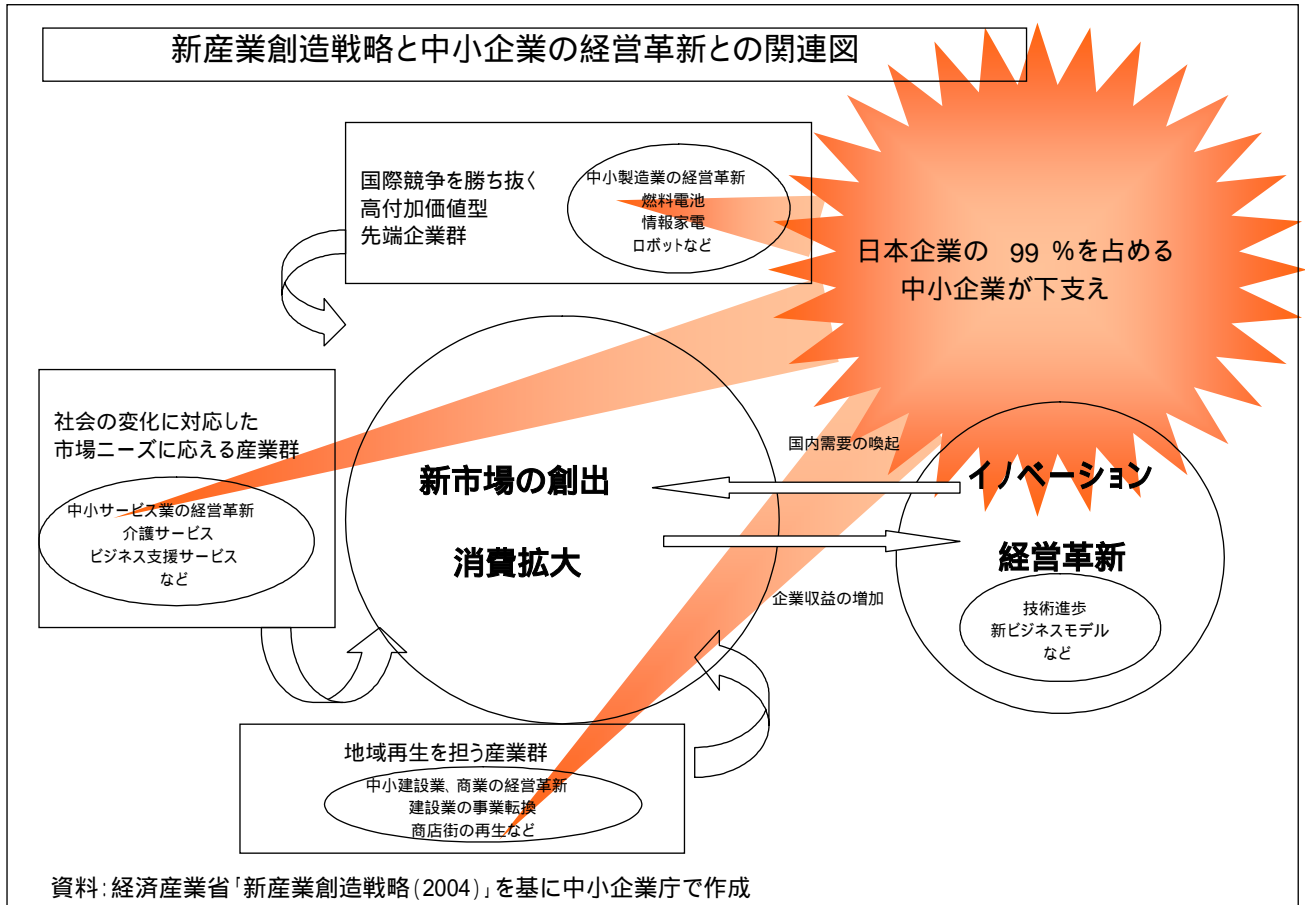 新産業創造戦略と中小企業の経営革新との関連図
国際競争を勝ち抜く
高付加価値型
先端企業群
中小製造業の経営革新
燃料電池
情報家電
ロボットなど
日本企業の 99 %を占める
中小企業が下支え
社会の変化に対応した
市場ニーズに応える産業群
中小サービス業の経営革新
介護サービス
ビジネス支援サービス
など
新市場の創出
消費拡大
国内需要の喚起
企業収益の増加
イノベーション
経営革新
技術進歩
新ビジネスモデル
など
地域再生を担う産業群
中小建設業、商業の経営革新
建設業の事業転換
商店街の再生など
資料:経済産業省「新産業創造戦略(2004)」を基に中小企業庁で作成